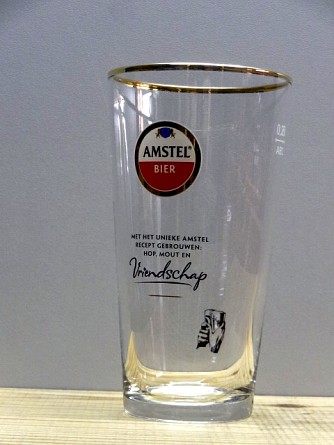 AMSTEL®
BIER
MET HET UNIEKE AMSTEL
RECEPT GEBROUWEN:
HOP, MOUT EN
Vriendschap